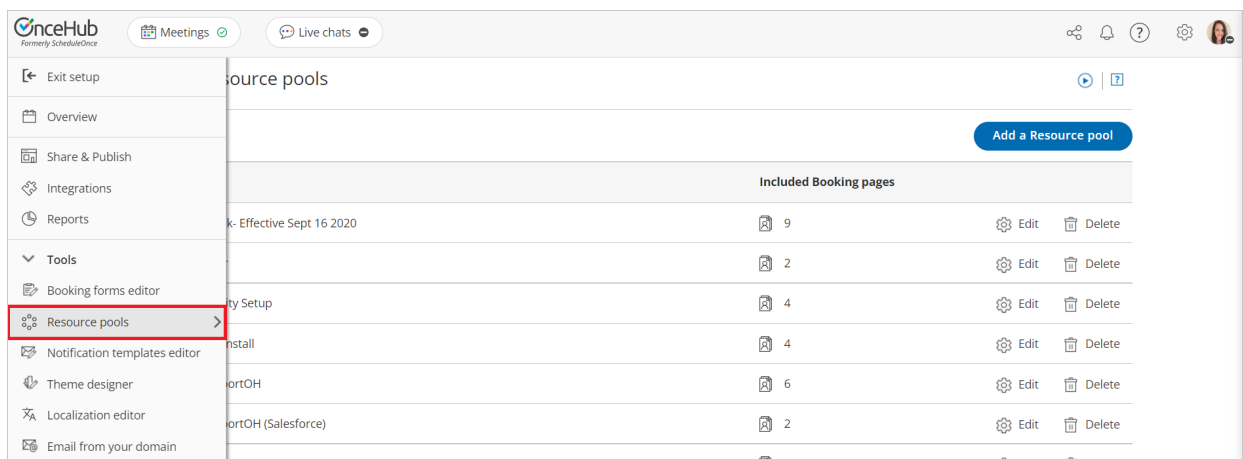 OnceHub
Formerly ScheduleOnce
Meetings
Live chats
?
Exit setup
source pools
?
Overview
Add a Resource pool
Share & Publish
Integrations
Included Booking pages
Reports
k- Effective Sept 16 2020
9
Edit
Delete
Tools
2
Edit
Delete
Booking forms editor
ity Setup
4
Edit
Delete
Resource pools
nstall
4
Edit
Delete
Notification templates editor
Theme designer
portOH
6
Edit
Delete
Localization editor
portOH (Salesforce)
2
Edit
Delete
Email from your domain